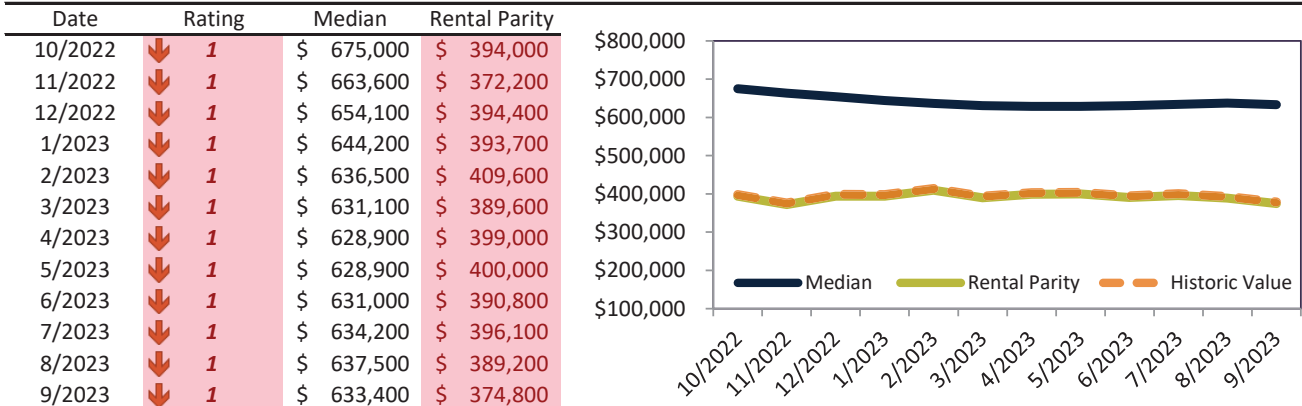 Date Rating Median Rental Parity
10/2022 1 $ 675,000 $ 394,000
11/2022 1 $ 663,600 $ 372,200
12/2022 1 $ 654,100 $ 394,400
1/2023 1 $ 644,200 $ 393,700
2/2023 1 $ 636,500 $ 409,600
3/2023 1 $ 631,100 $ 389,600
4/2023 1 $ 628,900 $ 399,000
5/2023 1 $ 628,900 $ 400,000
6/2023 1 $ 631,000 $ 390,800
7/2023 1 $ 634,200 $ 396,100
8/2023 1 $ 637,500 $ 389,200
9/2023 1 $ 633,400 $ 374,800
$800,000
$700,000
$600,000
$500,000
$400,000
$300,000
$200,000
$100,000
Median Rental Parity Historic Value
10/2022 11/2022 12/2022 1/2023 2/2023 3/2023 4/2023 5/2023 6/2023 7/2023 8/2023 9/2023